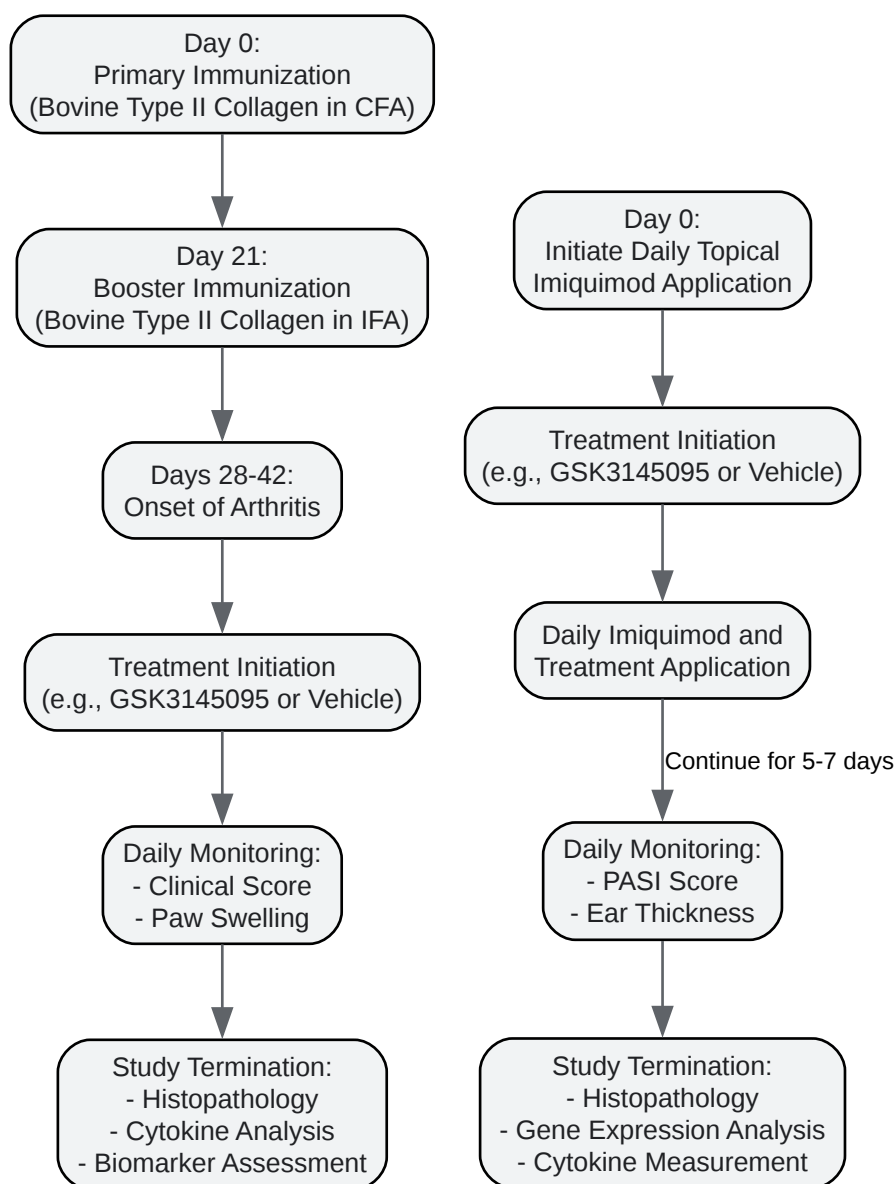 Day 0:
Primary Immunization
(Bovine Type II Collagen in CFA)
Day 21:
Booster Immunization
(Bovine Type II Collagen in IFA)
Days 28-42:
Onset of Arthritis
Treatment Initiation
(e.g., GSK3145095 or Vehicle)
Daily Monitoring:
- Clinical Score
- Paw Swelling
Study Termination:
- Histopathology
- Cytokine Analysis
- Biomarker Assessment
Day 0:
Initiate Daily Topical
Imiquimod Application
Treatment Initiation
(e.g., GSK3145095 or Vehicle)
Daily Imiquimod and
Treatment Application
Continue for 5-7 days
Daily Monitoring:
- PASI Score
- Ear Thickness
Study Termination:
- Histopathology
- Gene Expression Analysis
- Cytokine Measurement